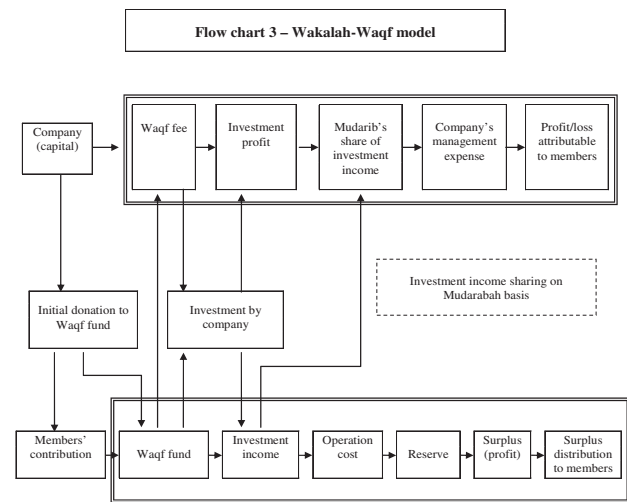 Flow chart 3 – Wakalah-Waqf model
Company
(capital)
Waqf fee
Investment
profit
Mudarib's
share of
investment
income
Company's
management
expense
Profit/loss
attributable
to members
Initial donation to
Waqf fund
Investment by
company
Investment income sharing on
Mudarabah basis
Members'
contribution
Waqf fund
Investment
income
Operation
cost
Reserve
Surplus
(profit)
Surplus
distribution
to members